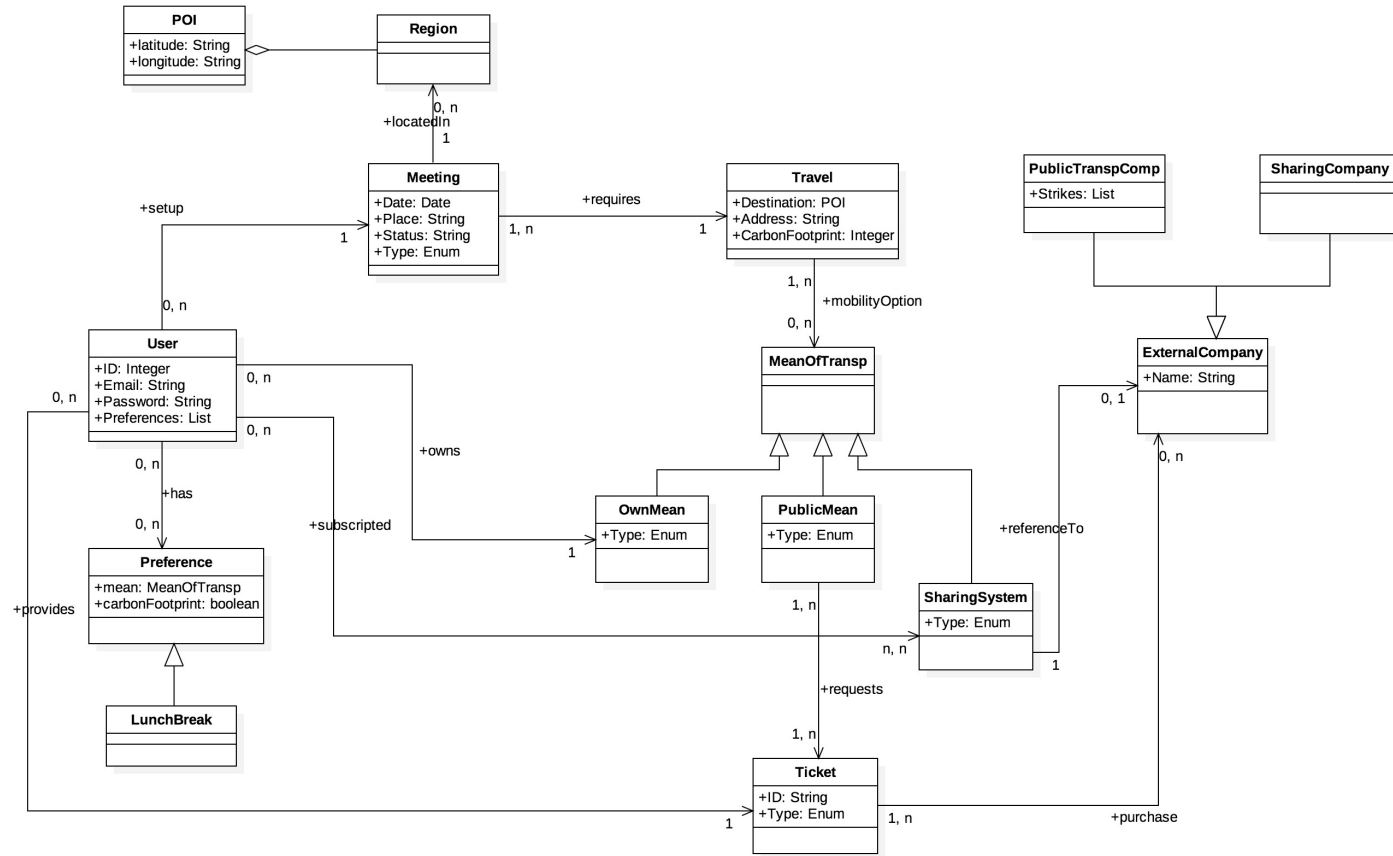 POI
+latitude: String
+longitude: String
Region
0, n
+locatedIn
1
Meeting
+Date: Date
+Place: String
+Status: String
+Type: Enum
+setup
1
0, n
+requires
1, n
1
Travel
+Destination: POI
+Address: String
+CarbonFootprint: Integer
1, n
+mobilityOption
0, n
PublicTranspComp
+Strikes: List
SharingCompany
User
+ID: Integer
+Email: String
+Password: String
+Preferences: List
0, n
0, n
0, n
MeanOfTransp
ExternalCompany
+Name: String
0, 1
0, n
0, n
+has
0, n
+owns
1
+subscripted
n, n
OwnMean
+Type: Enum
PublicMean
+Type: Enum
+referenceTo
Preference
+mean: MeanOfTransp
+carbonFootprint: boolean
+provides
SharingSystem
+Type: Enum
1
1, n
+requests
1, n
LunchBreak
Ticket
+ID: String
+Type: Enum
1
1, n
+purchase